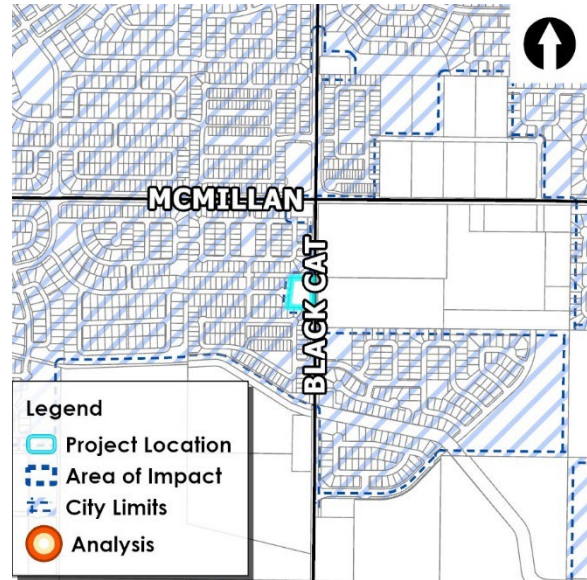 MCMILLAN
BLACK CAT
Legend
Project Location
Area of Impact
City Limits
Analysis